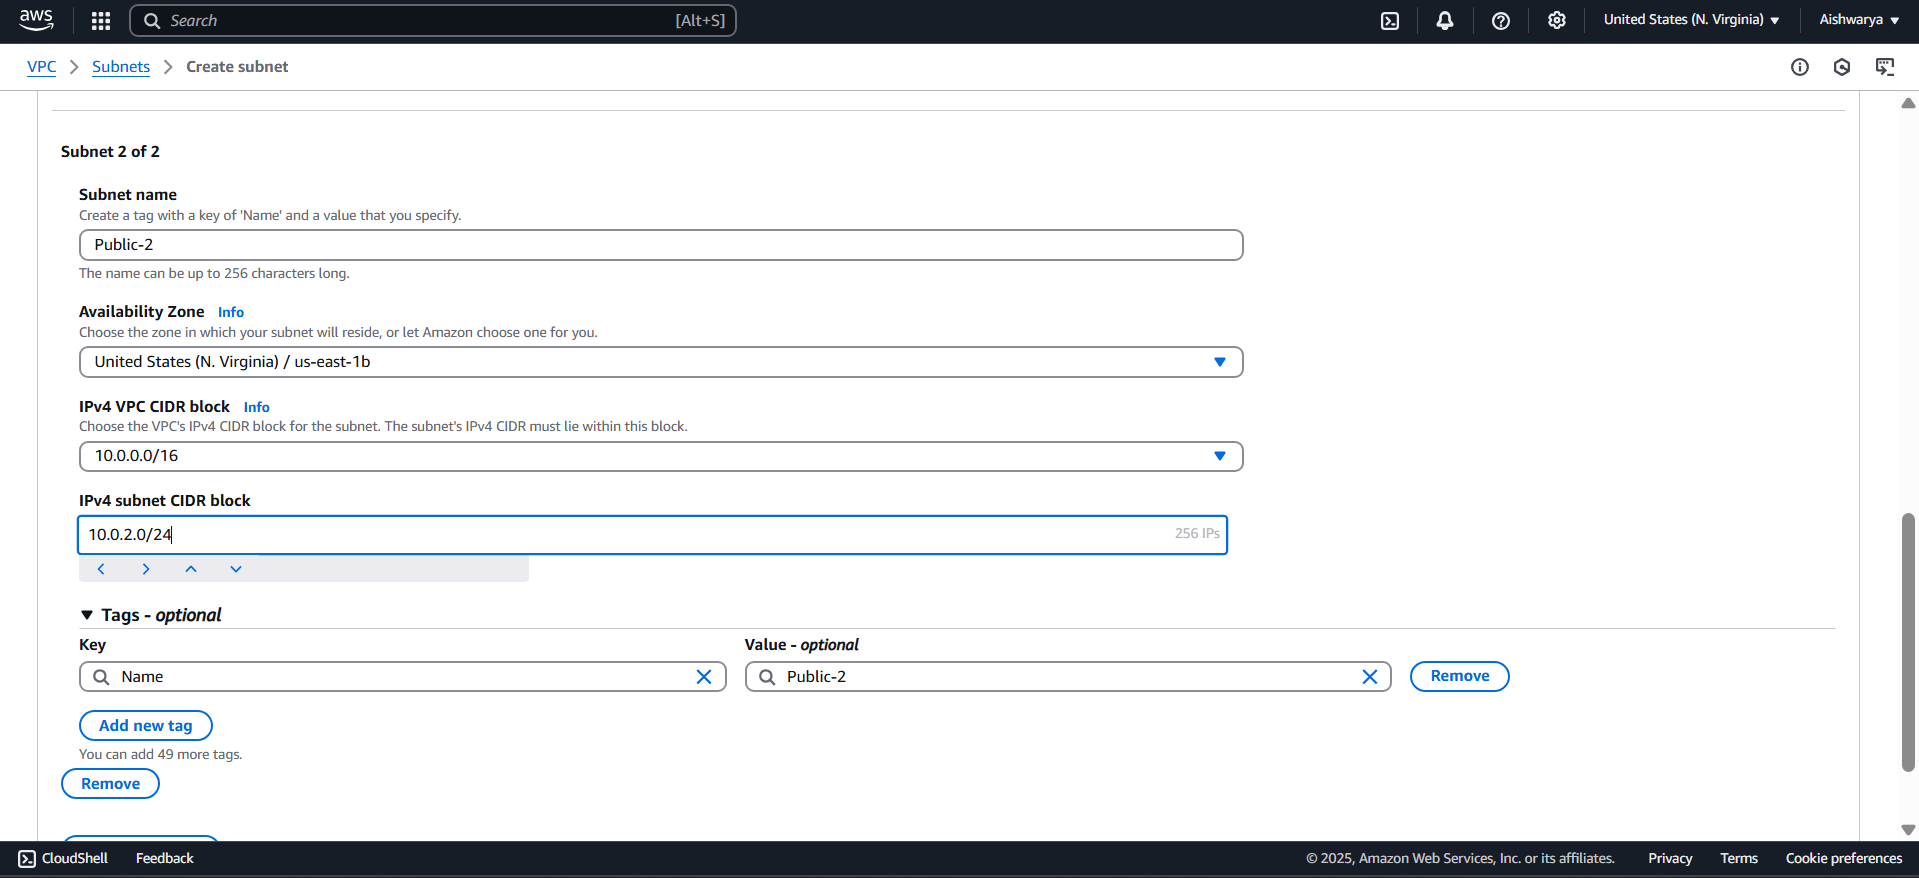 aws
Search [Alt+S]
United States (N. Virginia) Aishwarya
VPC Subnets Create subnet
Subnet 2 of 2
Subnet name
Create a tag with a key of 'Name' and a value that you specify.
Public-2
The name can be up to 256 characters long.
Availability Zone Info
Choose the zone in which your subnet will reside, or let Amazon choose one for you.
United States (N. Virginia) / us-east-1b
IPv4 VPC CIDR block Info
Choose the VPC's IPv4 CIDR block for the subnet. The subnet's IPv4 CIDR must lie within this block.
10.0.0.0/16
IPv4 subnet CIDR block
10.0.2.0/24 256 IPs
Tags - optional
Key Value - optional
Name Public-2 Remove
Add new tag
You can add 49 more tags.
Remove
CloudShell Feedback © 2025, Amazon Web Services, Inc. or its affiliates. Privacy Terms Cookie preferences